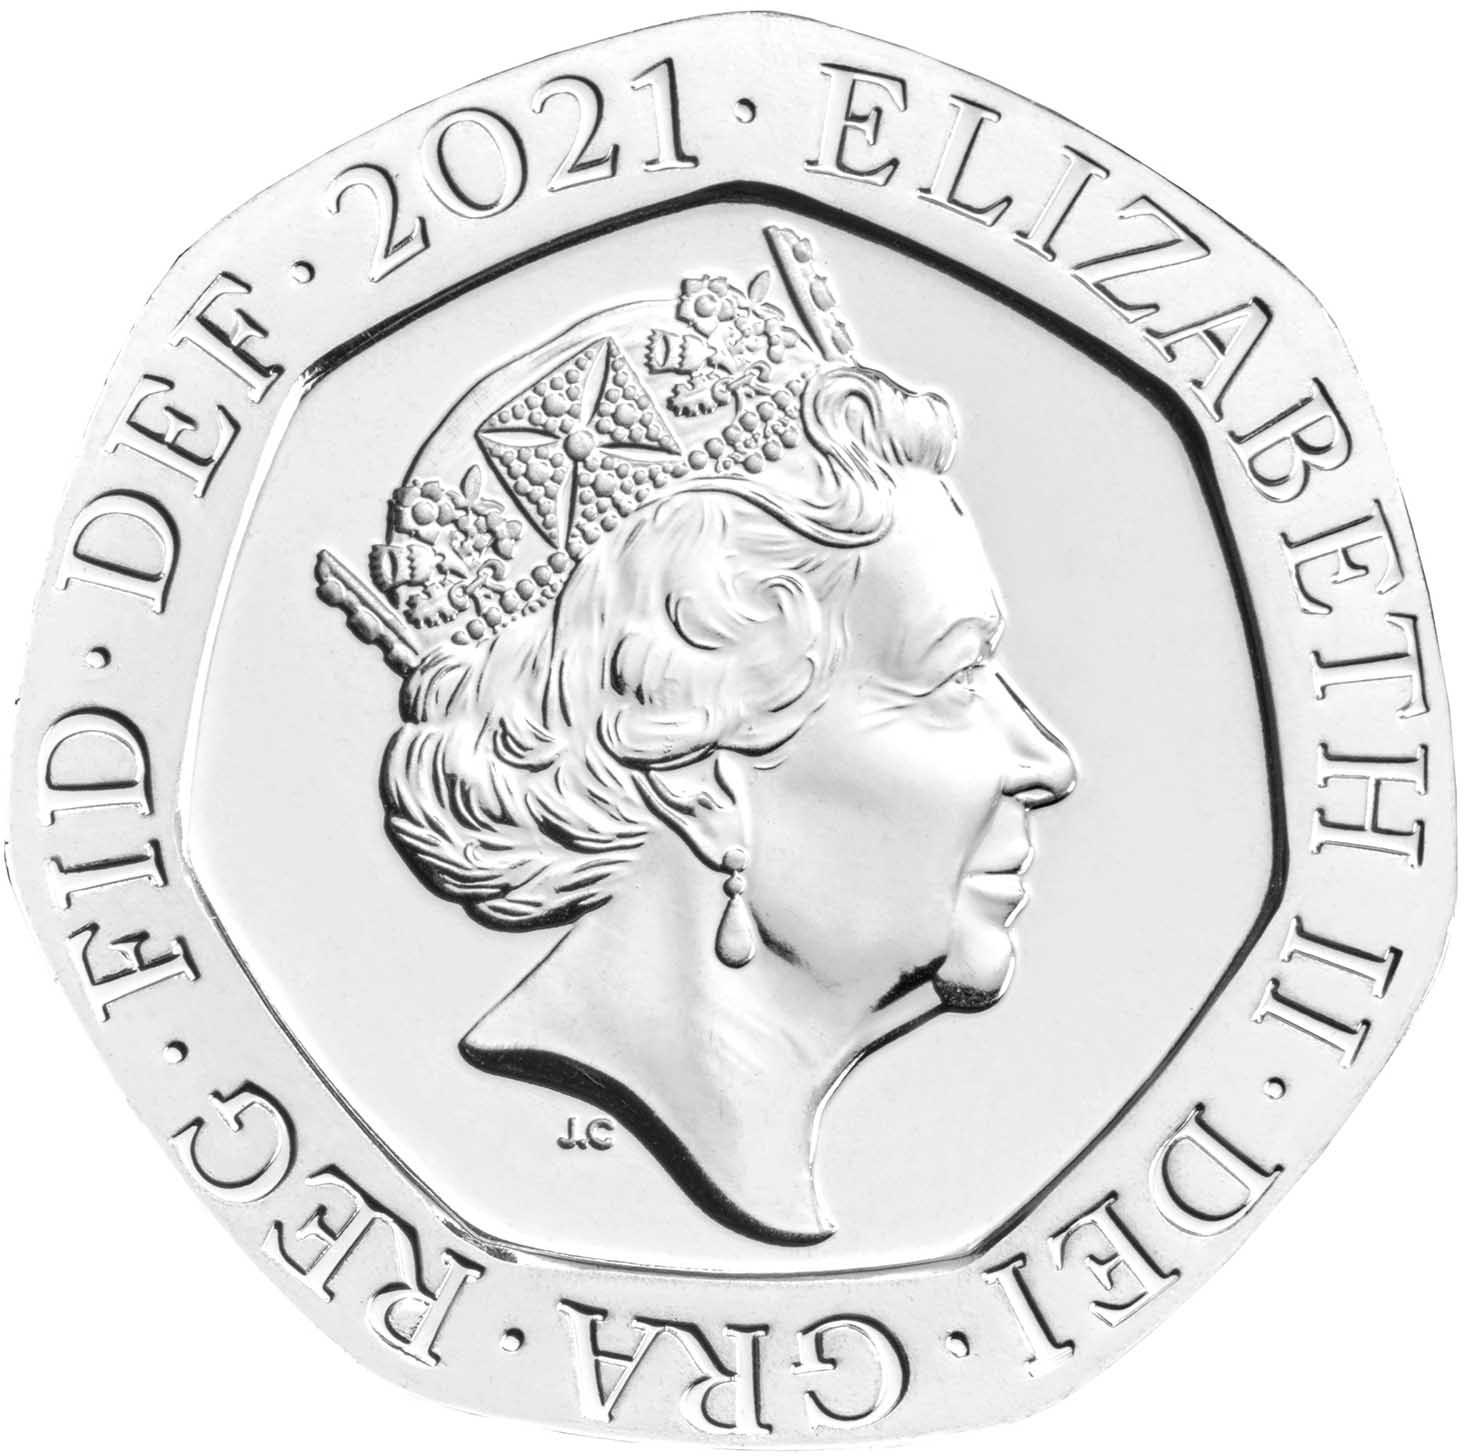 ELIZABETH II · DEI · GRA · REG · FID · DEF · 2021 ·
J.C